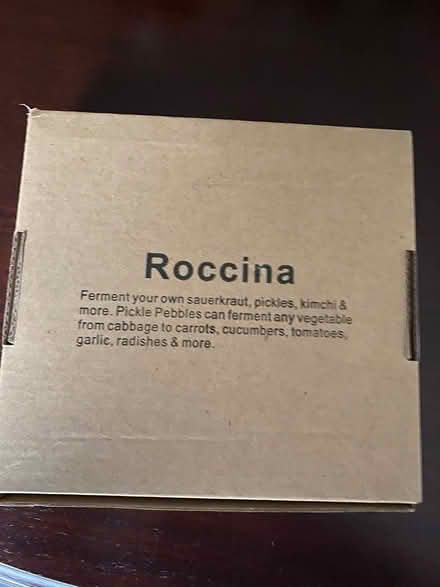 Roccina
Ferment your own sauerkraut, pickles, kimchi &
more. Pickle Pebbles can ferment any vegetable
from cabbage to carrots, cucumbers, tomatoes,
garlic, radishes & more.